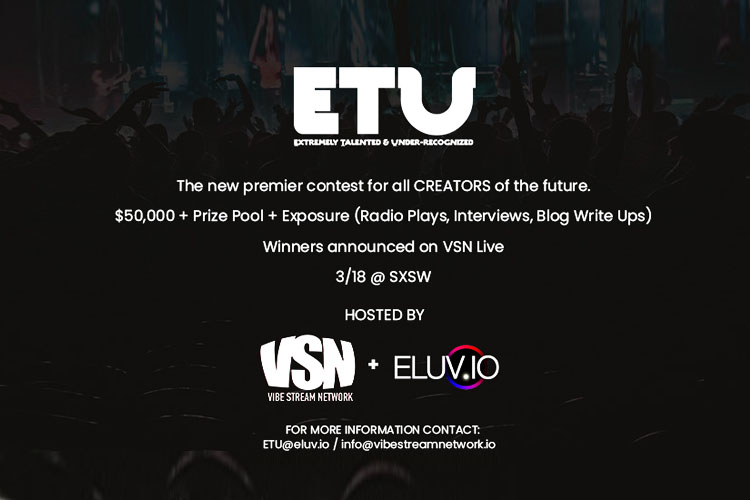 ETU
EXTREMELY TALENTED & UNDER-RECOGNIZED
The new premier contest for all CREATORS of the future.
$50,000 + Prize Pool + Exposure (Radio Plays, Interviews, Blog Write Ups)
Winners announced on VSN Live
3/18 @ SXSW
HOSTED BY
VSN + ELUV.IO
VIBE STREAM NETWORK
FOR MORE INFORMATION CONTACT:
ETU@eluv.io / info@vibestreamnetwork.io